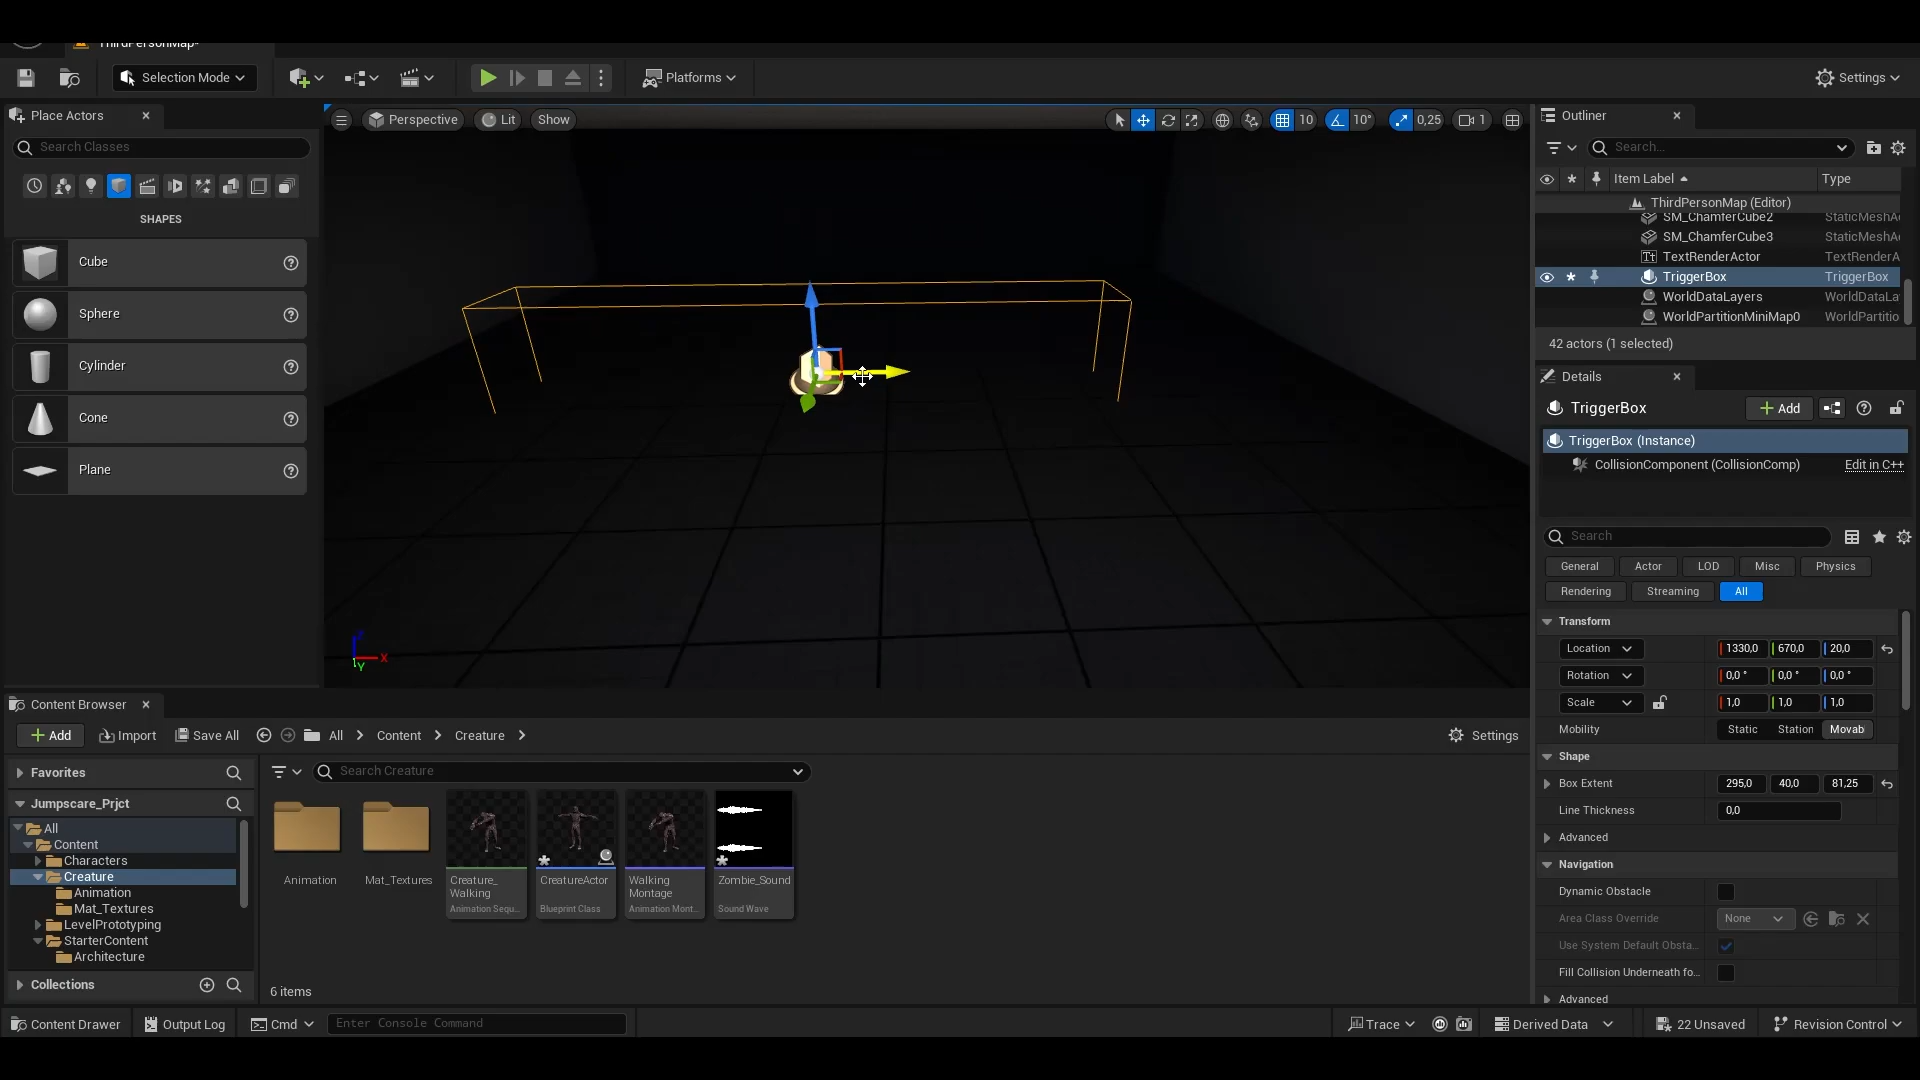 ThirdPersonMap*
Selection Mode
Platforms
Settings
Place Actors
Search Classes
SHAPES
Cube
Sphere
Cylinder
Cone
Plane
Perspective
Lit
Show
10
10°
0,25
1
X
Y
Outliner
Search...
Item Label
Type
ThirdPersonMap (Editor)
SM_ChamferCube2 StaticMeshA
SM_ChamferCube3 StaticMeshA
TextRenderActor TextRenderA
TriggerBox TriggerBox
WorldDataLayers WorldDataLa
WorldPartitionMiniMap0 WorldPartitio
42 actors (1 selected)
Details
TriggerBox
Add
TriggerBox (Instance)
CollisionComponent (CollisionComp) Edit in C++
Search
General Actor LOD Misc Physics
Rendering Streaming All
Transform
Location 1330,0 670,0 20,0
Rotation 0,0 ° 0,0 ° 0,0 °
Scale 1,0 1,0 1,0
Mobility Static Station Movab
Shape
Box Extent 295,0 40,0 81,25
Line Thickness 0,0
Advanced
Navigation
Dynamic Obstacle
Area Class Override None
Use System Default Obsta...
Fill Collision Underneath fo...
Advanced
Content Browser
Add Import Save All All Content Creature
Settings
Favorites
Jumpscare_Prjct
All
Content
Characters
Creature
Animation
Mat_Textures
LevelPrototyping
StarterContent
Architecture
Collections
Search Creature
Animation
Mat_Textures
Creature_
Walking
Animation Sequ...
CreatureActor
Blueprint Class
Walking
Montage
Animation Mont...
Zombie_Sound
Sound Wave
6 items
Content Drawer
Output Log
Cmd
Enter Console Command
Trace
Derived Data
22 Unsaved
Revision Control